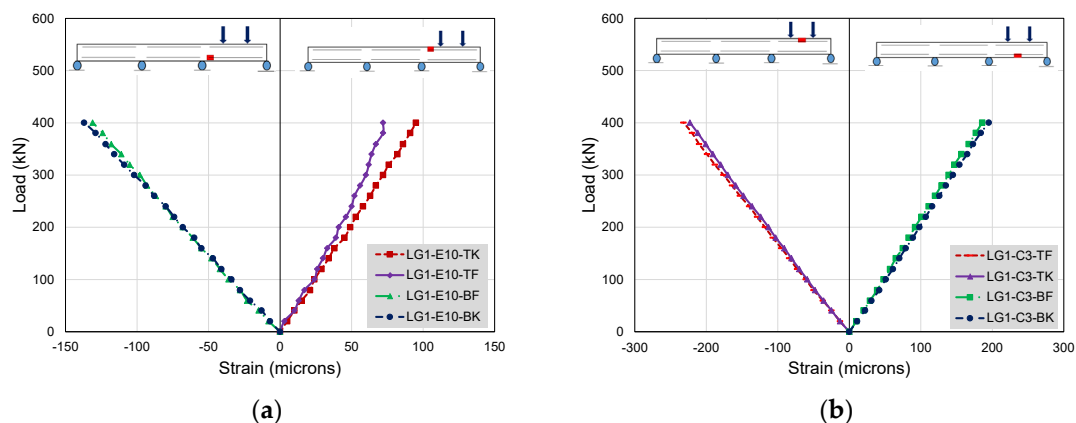 600
500
400
300
200
100
0
-150 -100 -50 0 50 100 150
Load (kN)
Strain (microns)
LG1-E10-TK
LG1-E10-TF
LG1-E10-BF
LG1-E10-BK
(a)
600
500
400
300
200
100
0
-300 -200 -100 0 100 200 300
Load (kN)
Strain (microns)
LG1-C3-TF
LG1-C3-TK
LG1-C3-BF
LG1-C3-BK
(b)